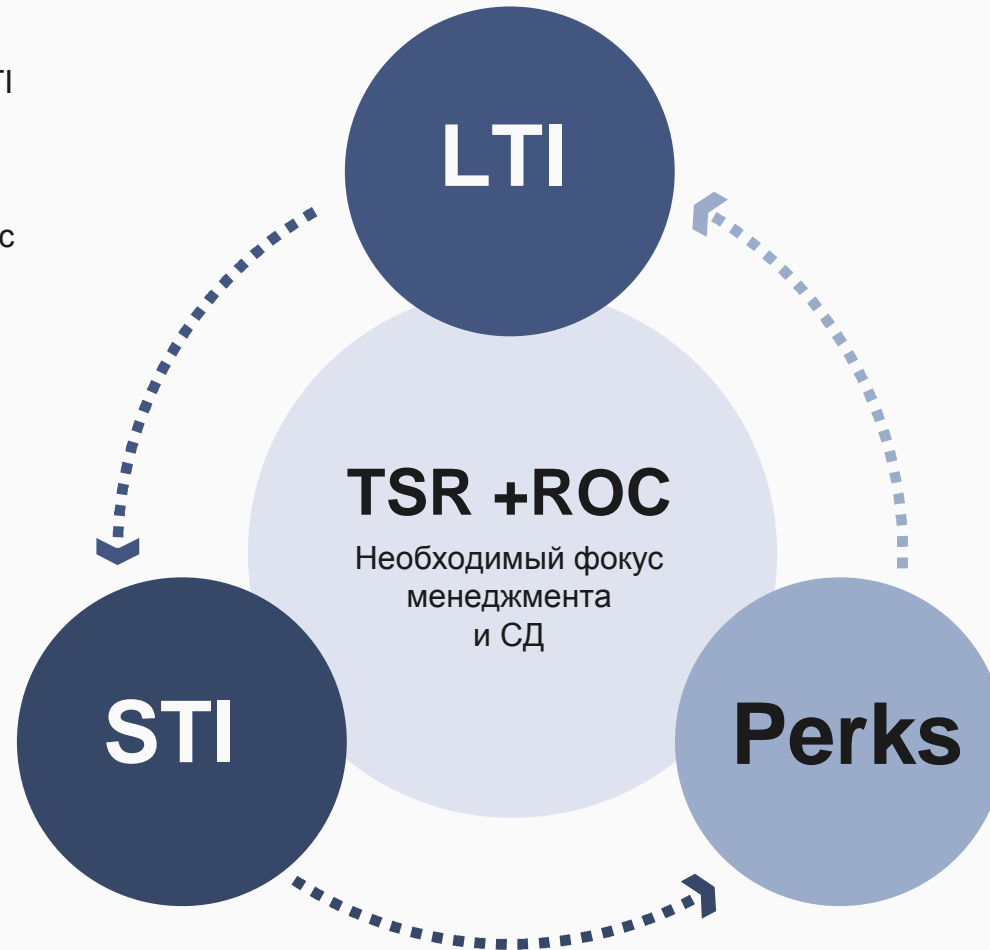 LTI
TSR +ROC
Необходимый фокус
менеджмента
и СД
STI
Perks